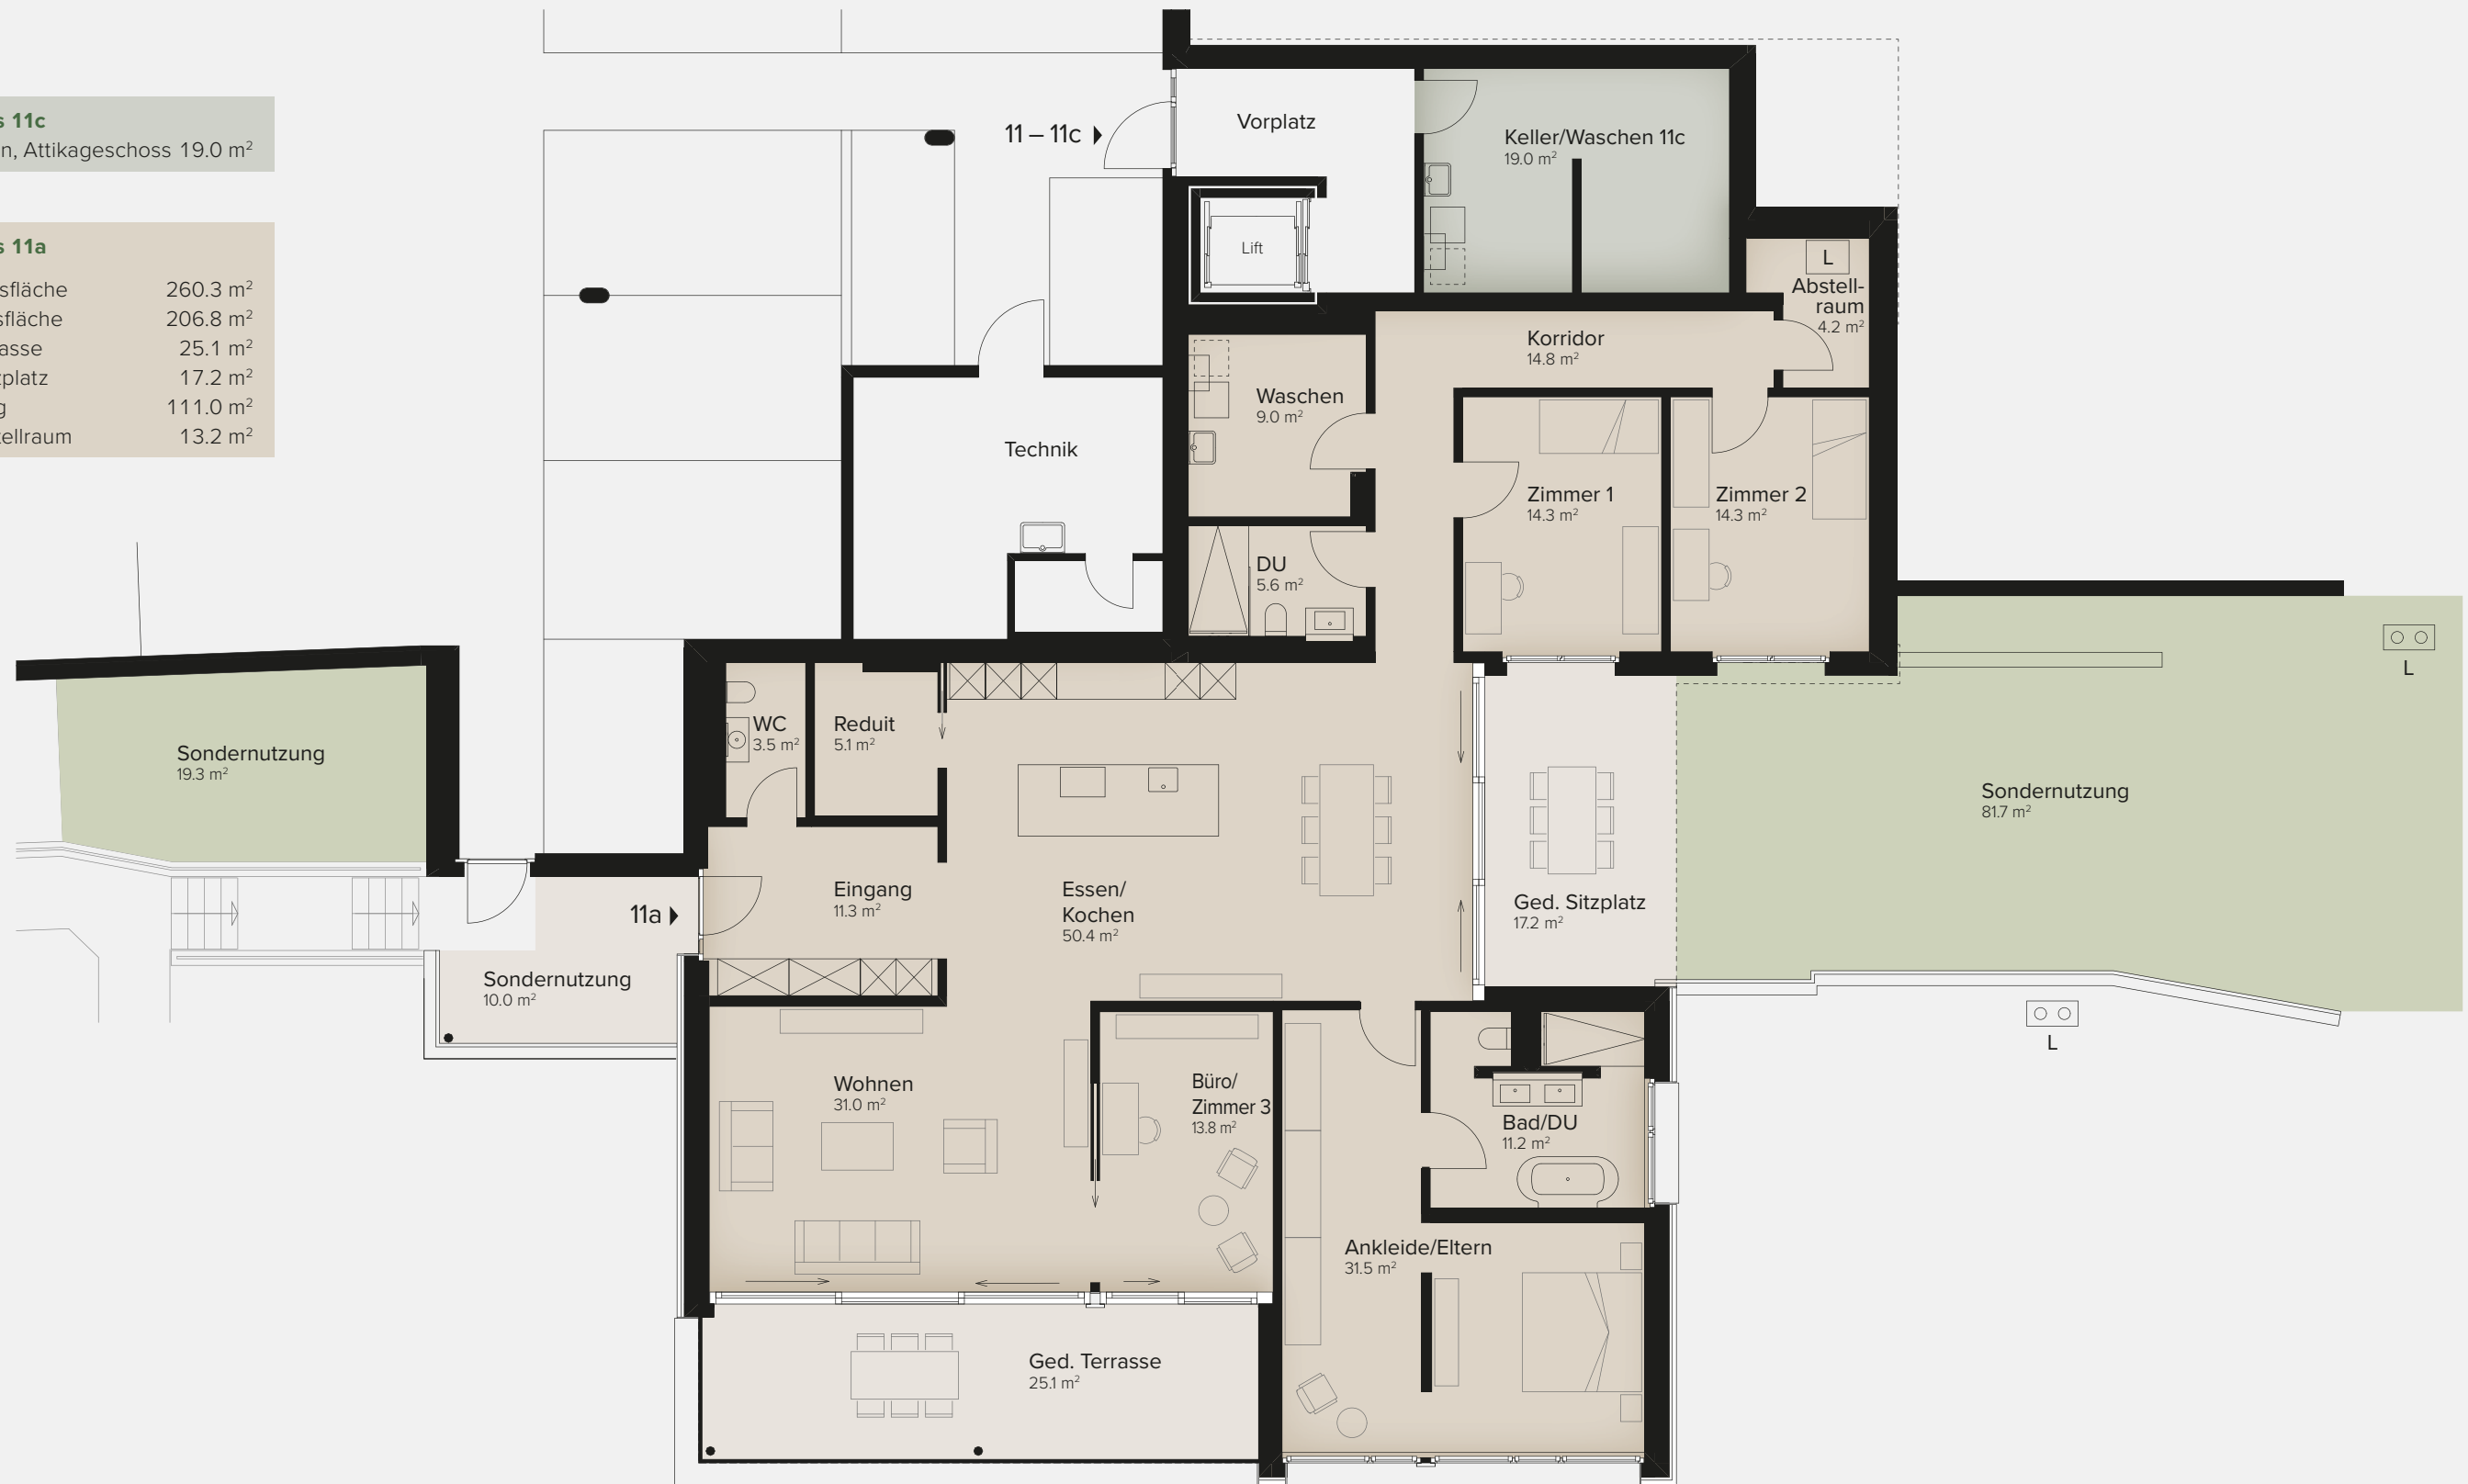 s 11c
n, Attikageschoss 19.0 m²
s 11a
sfläche 260.3 m²
sfläche 206.8 m²
asse 25.1 m²
platz 17.2 m²
g 111.0 m²
ellraum 13.2 m²
11 – 11c
Vorplatz
Keller/Waschen 11c
19.0 m²
Lift
L
Abstell-
raum
4.2 m²
Korridor
14.8 m²
Waschen
9.0 m²
Technik
Zimmer 1
14.3 m²
Zimmer 2
14.3 m²
DU
5.6 m²
L
Sondernutzung
19.3 m²
WC
3.5 m²
Reduit
5.1 m²
Sondernutzung
81.7 m²
Eingang
11.3 m²
Essen/
Kochen
50.4 m²
Ged. Sitzplatz
17.2 m²
11a
Sondernutzung
10.0 m²
L
Wohnen
31.0 m²
Büro/
Zimmer 3
13.8 m²
Bad/DU
11.2 m²
Ankleide/Eltern
31.5 m²
Ged. Terrasse
25.1 m²